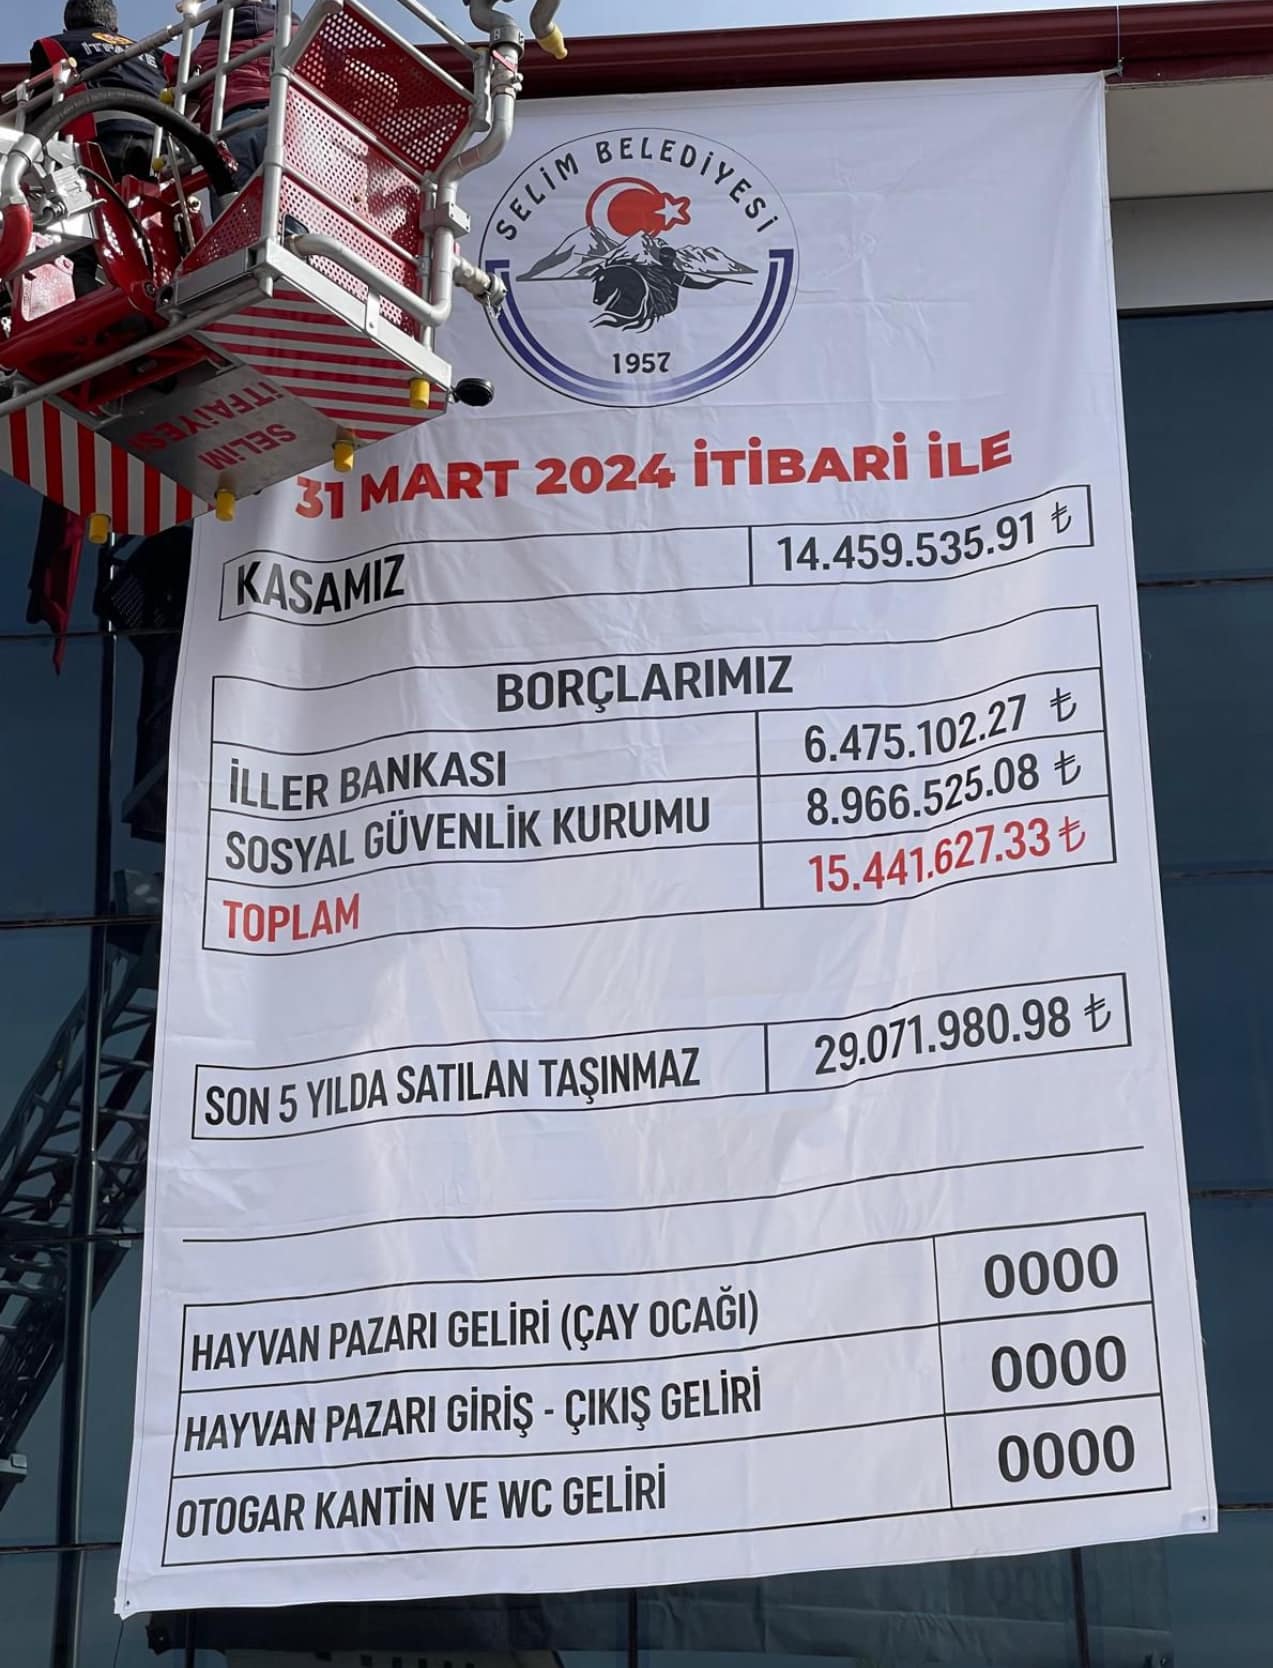 İTFAİYE
SELİM BELEDİYESİ
1957
SELİM
İTFAİYESİ
31 MART 2024 İTİBARİ İLE
KASAMIZ 14.459.535.91 ₺
BORÇLARIMIZ
İLLER BANKASI 6.475.102.27 ₺
SOSYAL GÜVENLİK KURUMU 8.966.525.08 ₺
TOPLAM 15.441.627.33 ₺
SON 5 YILDA SATILAN TAŞINMAZ 29.071.980.98 ₺
HAYVAN PAZARI GELİRİ (ÇAY OCAĞI) 0000
HAYVAN PAZARI GİRİŞ - ÇIKIŞ GELİRİ 0000
OTOGAR KANTİN VE WC GELİRİ 0000